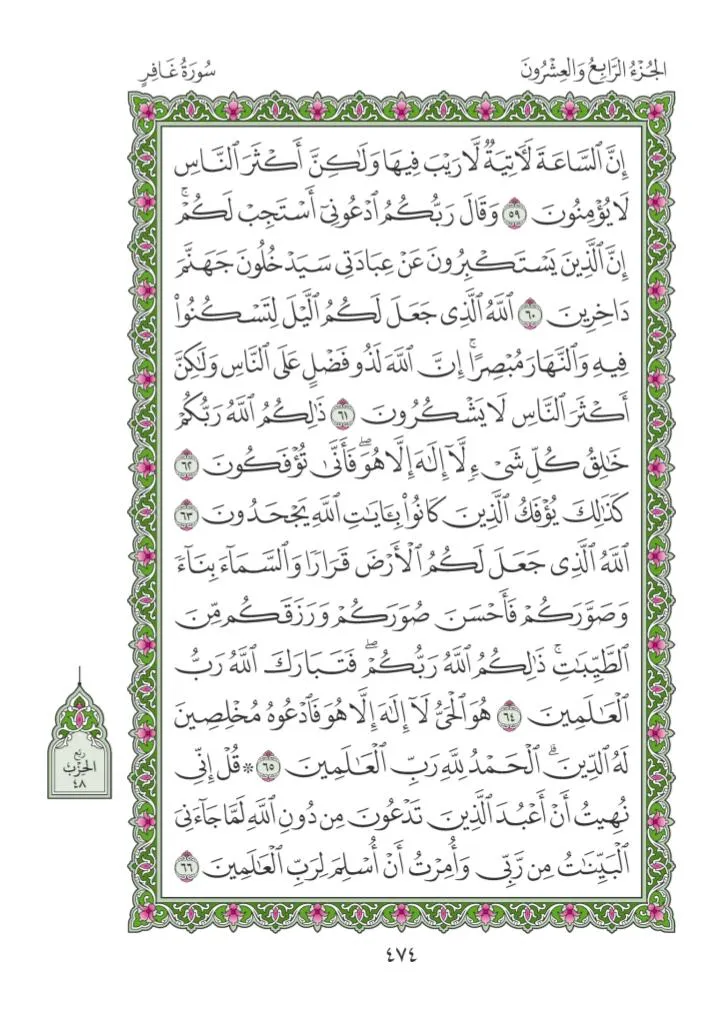 الجُزْءُ الرَّابِعُ وَالعِشْرُونَ
سُورَةُ غَافِرٍ
إِنَّ ٱلسَّاعَةَ لَـَٔاتِيَةٌ لَّا رَيْبَ فِيهَا وَلَٰكِنَّ أَكْثَرَ ٱلنَّاسِ
لَا يُؤْمِنُونَ ٥٩ وَقَالَ رَبُّكُمُ ٱدْعُونِىٓ أَسْتَجِبْ لَكُمْۚ
إِنَّ ٱلَّذِينَ يَسْتَكْبِرُونَ عَنْ عِبَادَتِى سَيَدْخُلُونَ جَهَنَّمَ
دَاخِرِينَ ٦٠ ٱللَّهُ ٱلَّذِى جَعَلَ لَكُمُ ٱلَّيْلَ لِتَسْكُنُوا۟
فِيهِ وَٱلنَّهَارَ مُبْصِرًاۚ إِنَّ ٱللَّهَ لَذُو فَضْلٍ عَلَى ٱلنَّاسِ وَلَٰكِنَّ
أَكْثَرَ ٱلنَّاسِ لَا يَشْكُرُونَ ٦١ ذَٰلِكُمُ ٱللَّهُ رَبُّكُمْ
خَٰلِقُ كُلِّ شَىْءٍ لَّآ إِلَٰهَ إِلَّا هُوَۖ فَأَنَّىٰ تُؤْفَكُونَ ٦٢
كَذَٰلِكَ يُؤْفَكُ ٱلَّذِينَ كَانُوا۟ بِـَٔايَٰتِ ٱللَّهِ يَجْحَدُونَ ٦٣
ٱللَّهُ ٱلَّذِى جَعَلَ لَكُمُ ٱلْأَرْضَ قَرَارًا وَٱلسَّمَآءَ بِنَآءً
وَصَوَّرَكُمْ فَأَحْسَنَ صُوَرَكُمْ وَرَزَقَكُم مِّنَ
ٱلطَّيِّبَٰتِۚ ذَٰلِكُمُ ٱللَّهُ رَبُّكُمْۖ فَتَبَارَكَ ٱللَّهُ رَبُّ
ٱلْعَٰلَمِينَ ٦٤ هُوَ ٱلْحَىُّ لَآ إِلَٰهَ إِلَّا هُوَ فَٱدْعُوهُ مُخْلِصِينَ
لَهُ ٱلدِّينَۗ ٱلْحَمْدُ لِلَّهِ رَبِّ ٱلْعَٰلَمِينَ ٦٥ * قُلْ إِنِّى
نُهِيتُ أَنْ أَعْبُدَ ٱلَّذِينَ تَدْعُونَ مِن دُونِ ٱللَّهِ لَمَّا جَآءَنِىَ
ٱلْبَيِّنَٰتُ مِن رَّبِّى وَأُمِرْتُ أَنْ أُسْلِمَ لِرَبِّ ٱلْعَٰلَمِينَ ٦٦
رُبْع
الحِزْب
٤٨
٤٧٤